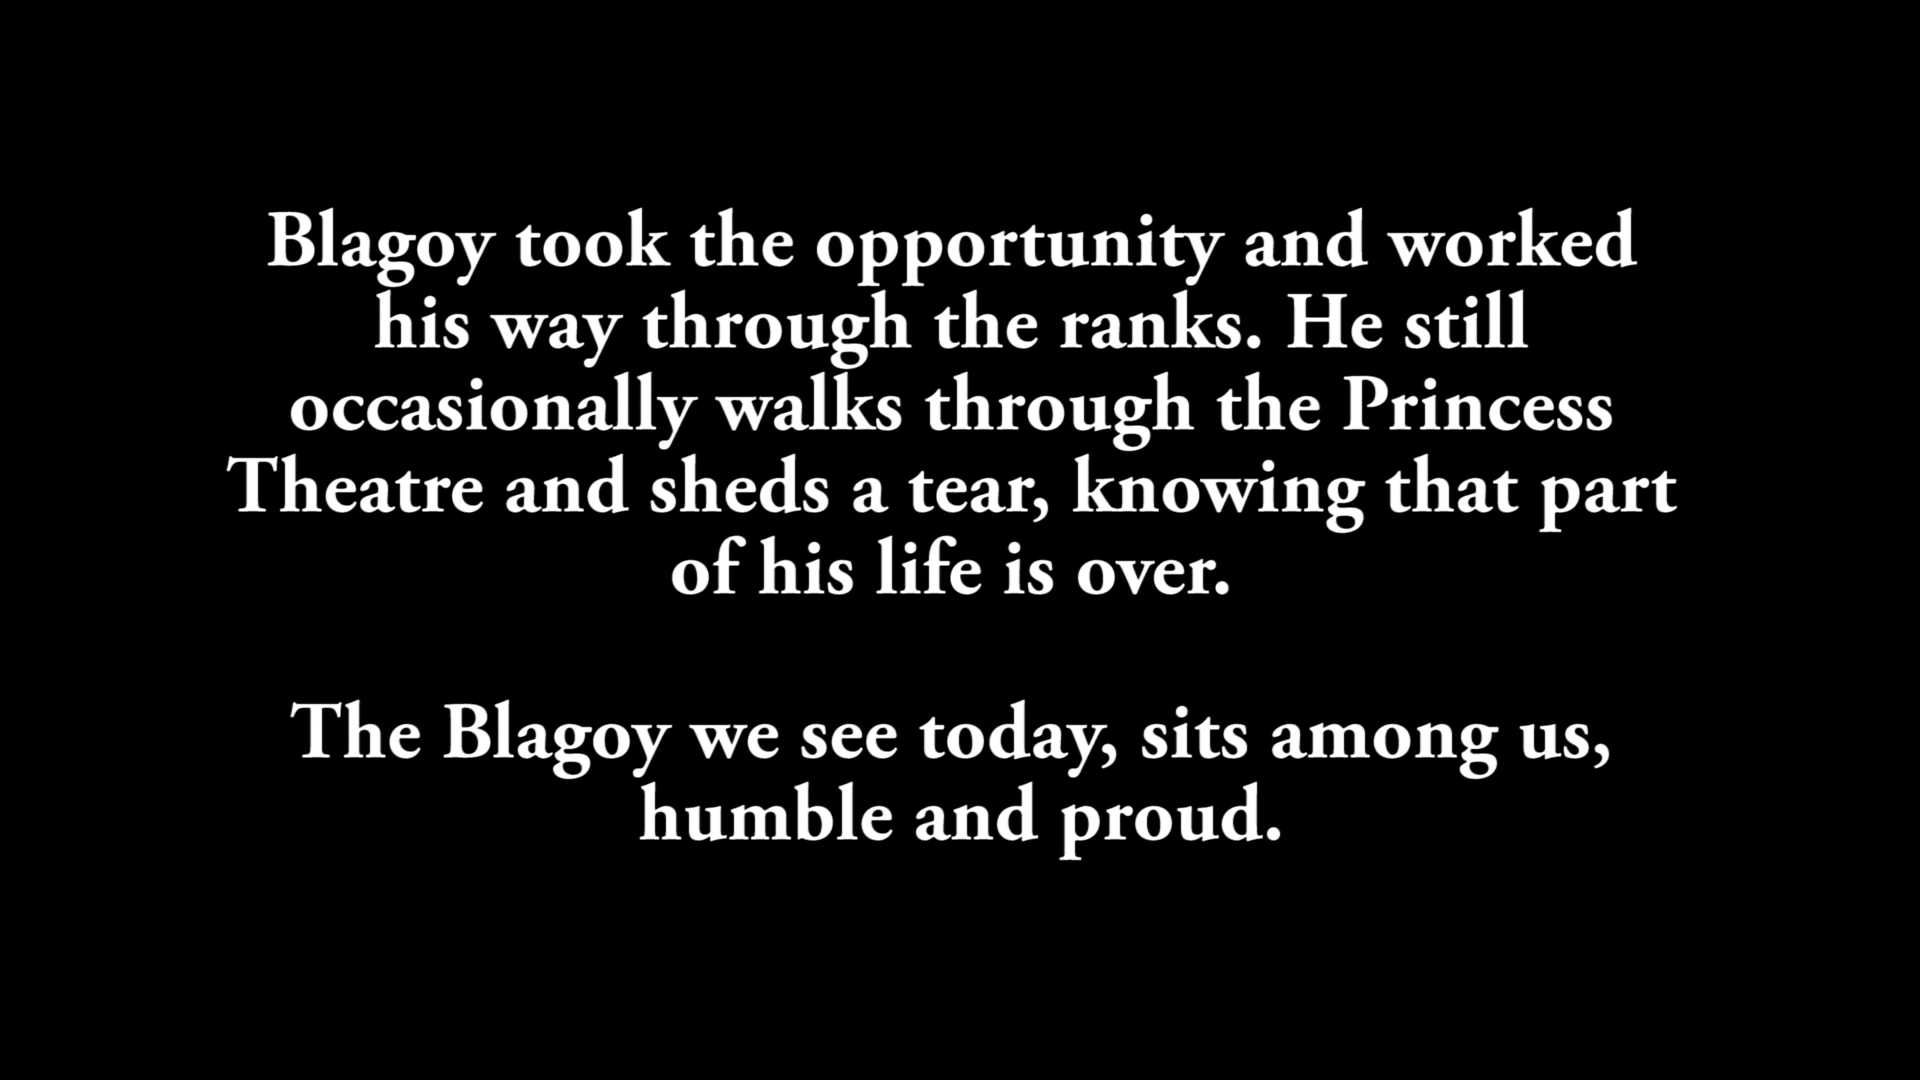 Blagoy took the opportunity and worked
his way through the ranks. He still
occasionally walks through the Princess
Theatre and sheds a tear, knowing that part
of his life is over.
The Blagoy we see today, sits among us,
humble and proud.